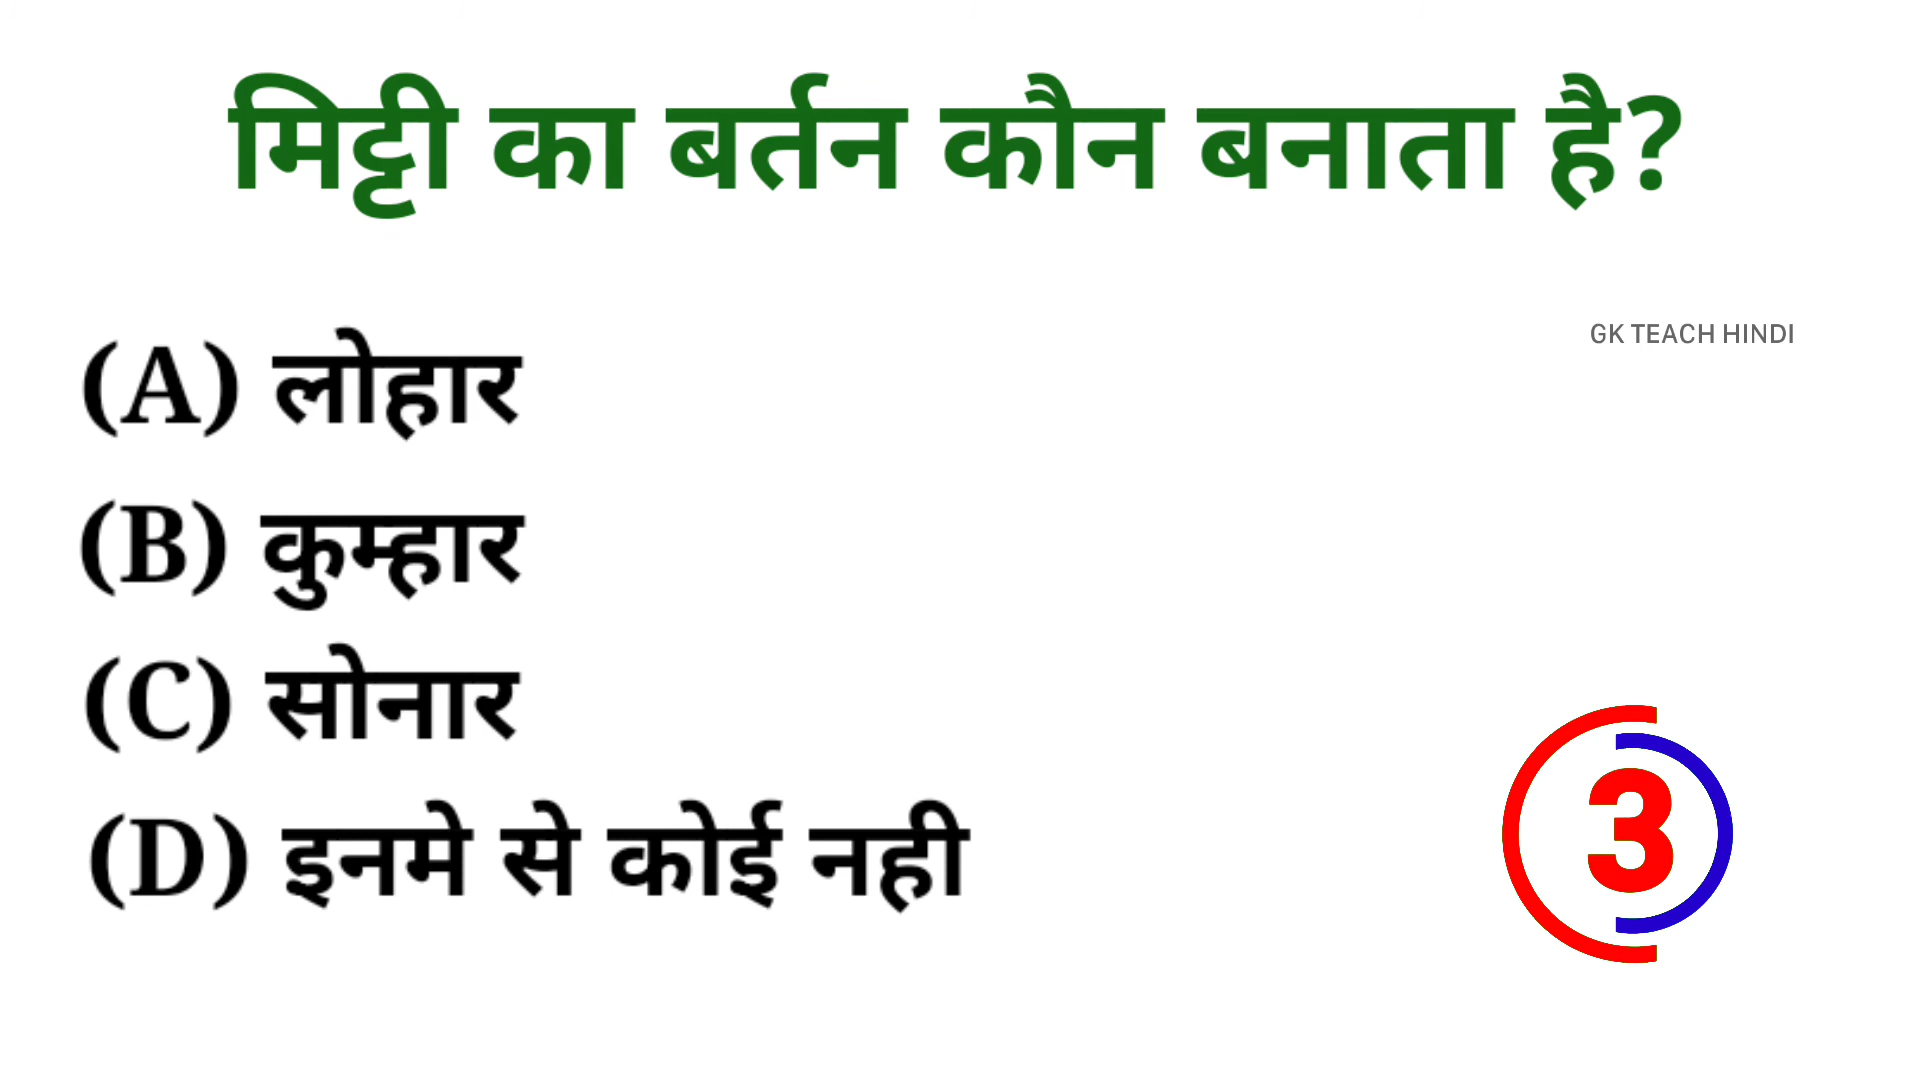 मिट्टी का बर्तन कौन बनाता है?
GK TEACH HINDI
(A) लोहार
(B) कुम्हार
(C) सोनार
(D) इनमे से कोई नही
3